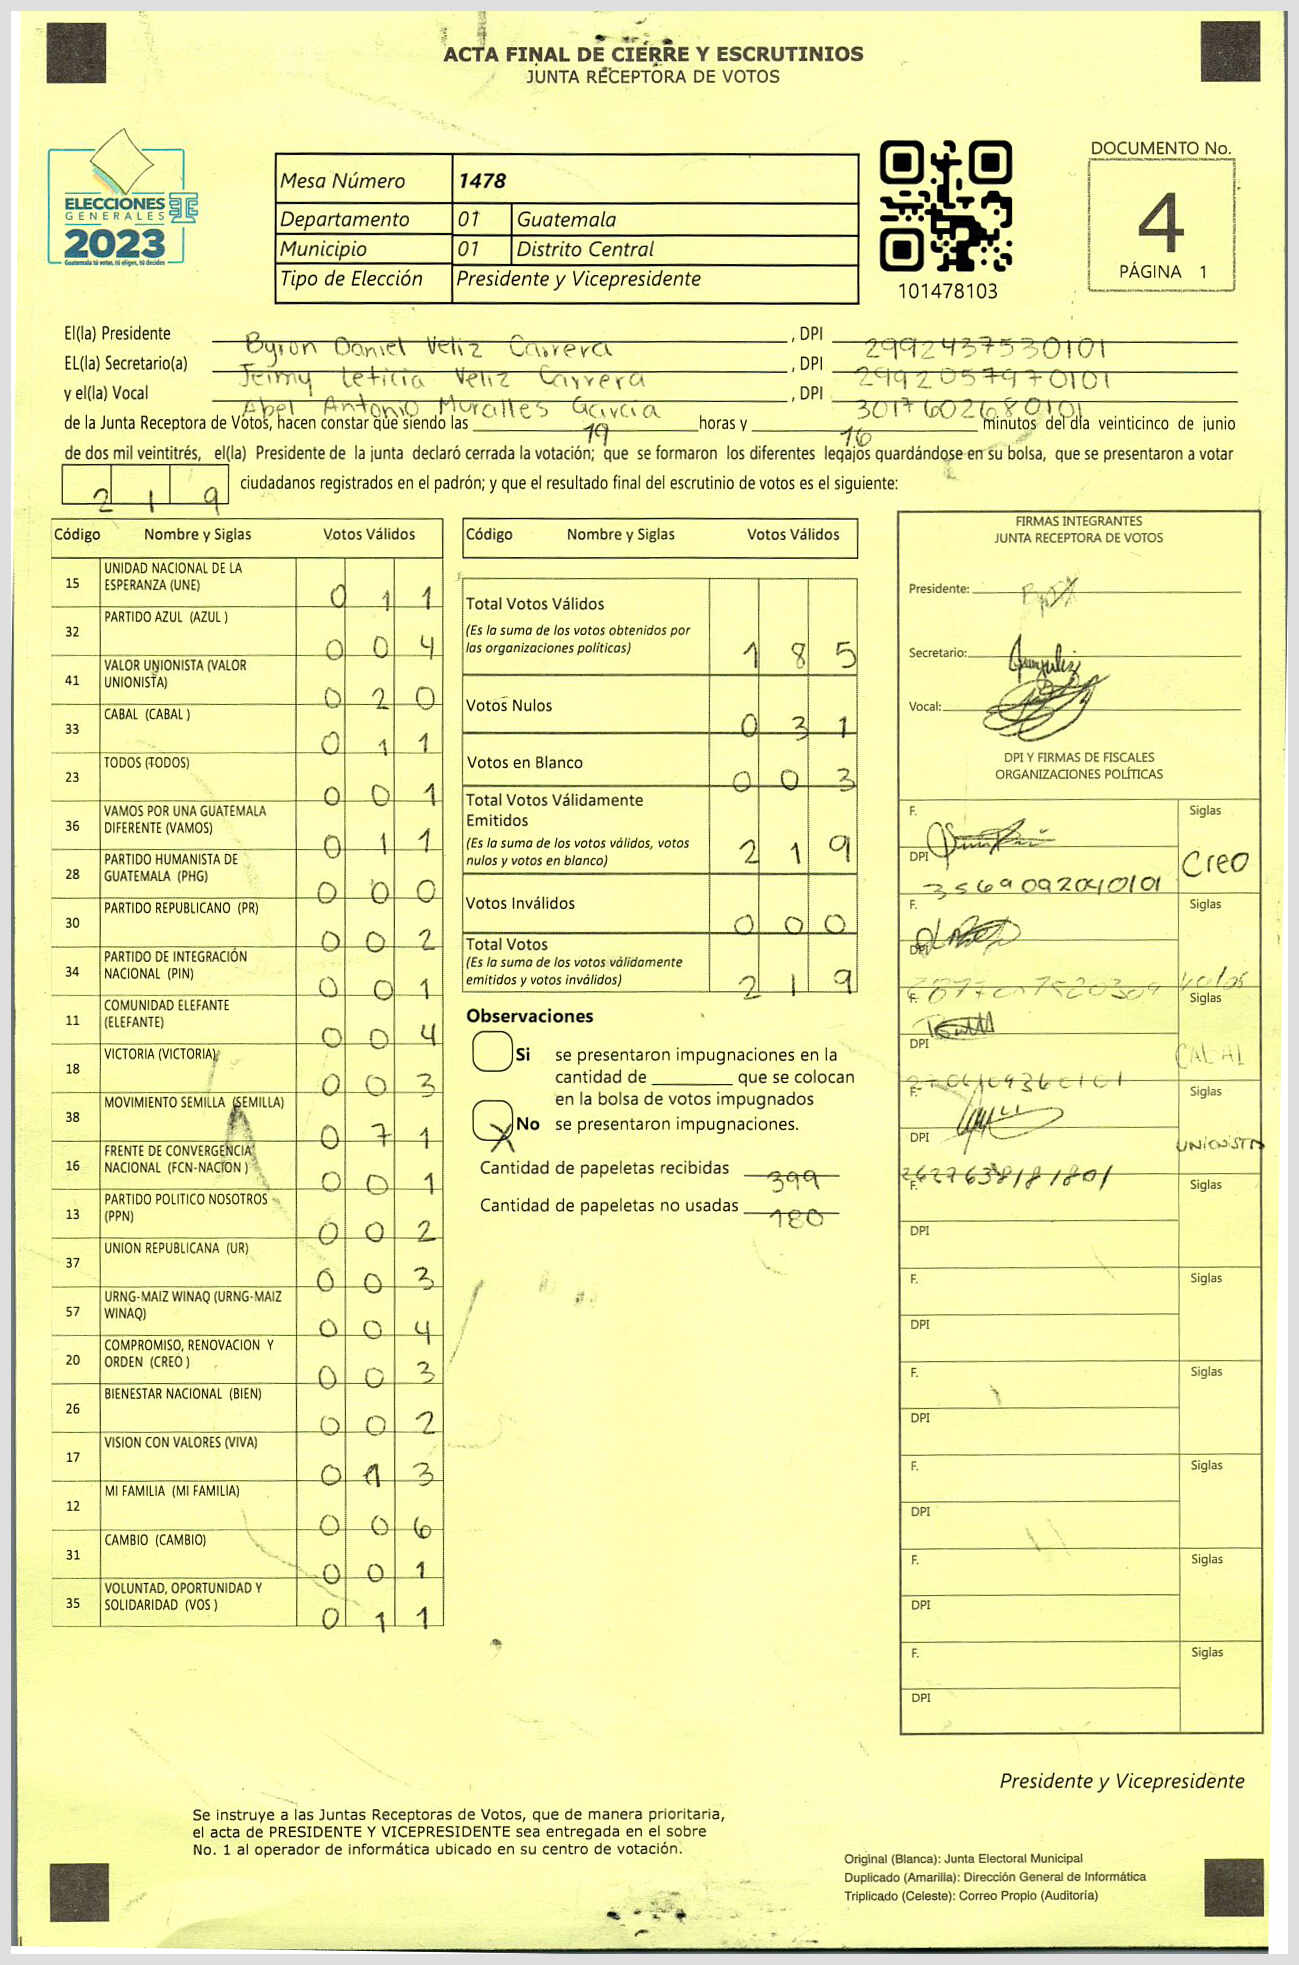 ACTA FINAL DE CIERRE Y ESCRUTINIOS
JUNTA RECEPTORA DE VOTOS
ELECCIONES
GENERALES
2023
Guatemala tú votas, tú eliges, tú decides
Mesa Número 1478
Departamento 01 Guatemala
Municipio 01 Distrito Central
Tipo de Elección Presidente y Vicepresidente
101478103
DOCUMENTO No.
4
PÁGINA 1
El(la) Presidente Byron Daniel Veliz Carrera , DPI 2992437530101
EL(la) Secretario(a) Jeimy Leticia Veliz Carrera , DPI 2992057970101
y el(la) Vocal Abel Antonio Muralles García , DPI 3017602680101
de la Junta Receptora de Votos, hacen constar que siendo las 19 horas y 16 minutos del día veinticinco de junio
de dos mil veintitrés, el(la) Presidente de la junta declaró cerrada la votación; que se formaron los diferentes legajos quardándose en su bolsa, que se presentaron a votar
219 ciudadanos registrados en el padrón; y que el resultado final del escrutinio de votos es el siguiente:
Código Nombre y Siglas Votos Válidos
15 UNIDAD NACIONAL DE LA ESPERANZA (UNE) 0 1 1
32 PARTIDO AZUL (AZUL ) 0 0 4
41 VALOR UNIONISTA (VALOR UNIONISTA) 0 2 0
33 CABAL (CABAL ) 0 1 1
23 TODOS (TODOS) 0 0 1
36 VAMOS POR UNA GUATEMALA DIFERENTE (VAMOS) 0 1 1
28 PARTIDO HUMANISTA DE GUATEMALA (PHG) 0 0 0
30 PARTIDO REPUBLICANO (PR) 0 0 2
34 PARTIDO DE INTEGRACIÓN NACIONAL (PIN) 0 0 1
11 COMUNIDAD ELEFANTE (ELEFANTE) 0 0 4
18 VICTORIA (VICTORIA) 0 0 3
38 MOVIMIENTO SEMILLA (SEMILLA) 0 7 1
16 FRENTE DE CONVERGENCIA NACIONAL (FCN-NACION ) 0 0 1
13 PARTIDO POLITICO NOSOTROS (PPN) 0 0 2
37 UNION REPUBLICANA (UR) 0 0 3
57 URNG-MAIZ WINAQ (URNG-MAIZ WINAQ) 0 0 4
20 COMPROMISO, RENOVACION Y ORDEN (CREO ) 0 0 3
26 BIENESTAR NACIONAL (BIEN) 0 0 2
17 VISION CON VALORES (VIVA) 0 1 3
12 MI FAMILIA (MI FAMILIA) 0 0 6
31 CAMBIO (CAMBIO) 0 0 1
35 VOLUNTAD, OPORTUNIDAD Y SOLIDARIDAD (VOS ) 0 1 1
Código Nombre y Siglas Votos Válidos
Total Votos Válidos 1 8 5
(Es la suma de los votos obtenidos por
las organizaciones políticas)
Votos Nulos 0 3 1
Votos en Blanco 0 0 3
Total Votos Válidamente
Emitidos 2 1 9
(Es la suma de los votos válidos, votos
nulos y votos en blanco)
Votos Inválidos 0 0 0
Total Votos 2 1 9
(Es la suma de los votos válidamente
emitidos y votos inválidos)
Observaciones
Si se presentaron impugnaciones en la
cantidad de ________ que se colocan
en la bolsa de votos impugnados
X No se presentaron impugnaciones.
Cantidad de papeletas recibidas 399
Cantidad de papeletas no usadas 180
FIRMAS INTEGRANTES
JUNTA RECEPTORA DE VOTOS
Presidente:
Secretario:
Vocal:
DPI Y FIRMAS DE FISCALES
ORGANIZACIONES POLÍTICAS
F. Siglas
DPI 3569092040101 Creo
F. Siglas
DPI
F. Siglas
DPI CABAL
F. Siglas
DPI 2627638181801 UNIONISTA
F. Siglas
DPI
F. Siglas
DPI
F. Siglas
DPI
F. Siglas
DPI
F. Siglas
DPI
F. Siglas
DPI
Presidente y Vicepresidente
Se instruye a las Juntas Receptoras de Votos, que de manera prioritaria,
el acta de PRESIDENTE Y VICEPRESIDENTE sea entregada en el sobre
No. 1 al operador de informática ubicado en su centro de votación.
Original (Blanca): Junta Electoral Municipal
Duplicado (Amarilla): Dirección General de Informática
Triplicado (Celeste): Correo Propio (Auditoría)